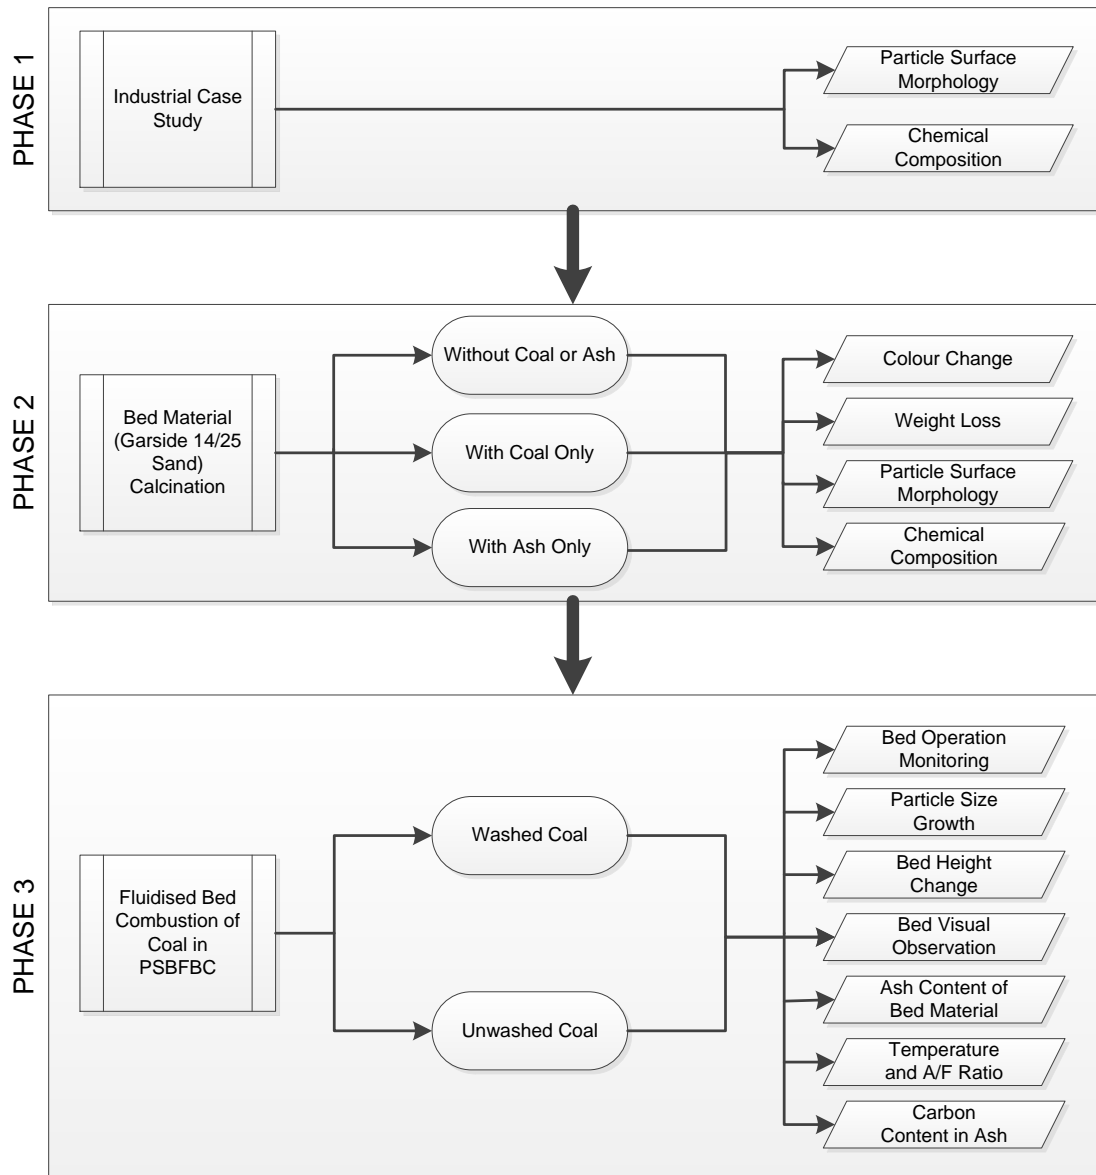 PHASE 1
Industrial Case
Study
Particle Surface
Morphology
Chemical
Composition
PHASE 2
Bed Material
(Garside 14/25
Sand)
Calcination
Without Coal or Ash
With Coal Only
With Ash Only
Colour Change
Weight Loss
Particle Surface
Morphology
Chemical
Composition
PHASE 3
Fluidised Bed
Combustion of
Coal in
PSBFBC
Washed Coal
Unwashed Coal
Bed Operation
Monitoring
Particle Size
Growth
Bed Height
Change
Bed Visual
Observation
Ash Content of
Bed Material
Temperature
and A/F Ratio
Carbon
Content in Ash